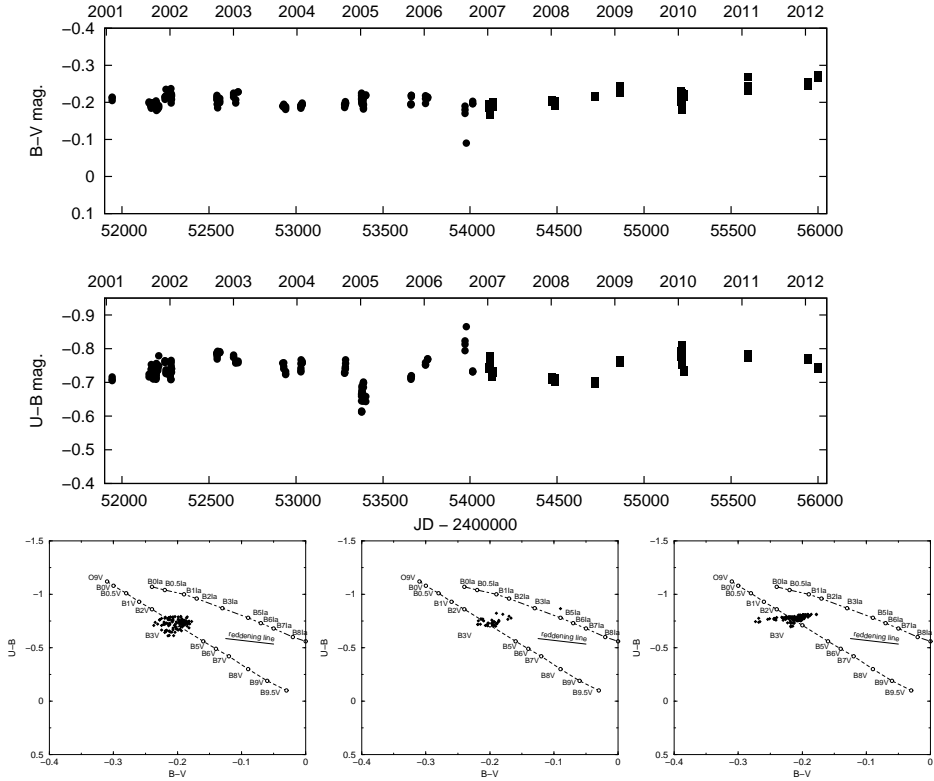 2001 2002 2003 2004 2005 2006 2007 2008 2009 2010 2011 2012
−0.4
−0.3
−0.2
−0.1
0
0.1
B−V mag.
52000 52500 53000 53500 54000 54500 55000 55500 56000
2001 2002 2003 2004 2005 2006 2007 2008 2009 2010 2011 2012
−0.9
−0.8
−0.7
−0.6
−0.5
−0.4
U−B mag.
52000 52500 53000 53500 54000 54500 55000 55500 56000
JD − 2400000
−1.5
−1
−0.5
0
0.5
U−B
O9V
B0V
B0.5V
B1V
B2V
B3V
B5V
B6V
B7V
B8V
B9V
B9.5V
B0Ia
B0.5Ia
B1Ia
B2Ia
B3Ia
B5Ia
B6Ia
B7Ia
B8Ia
reddening line
−0.4 −0.3 −0.2 −0.1 0
B−V
−1.5
−1
−0.5
0
0.5
U−B
O9V
B0V
B0.5V
B1V
B2V
B3V
B5V
B6V
B7V
B8V
B9V
B9.5V
B0Ia
B0.5Ia
B1Ia
B2Ia
B3Ia
B5Ia
B6Ia
B7Ia
B8Ia
reddening line
−0.4 −0.3 −0.2 −0.1 0
B−V
−1.5
−1
−0.5
0
0.5
U−B
O9V
B0V
B0.5V
B1V
B2V
B3V
B5V
B6V
B7V
B8V
B9V
B9.5V
B0Ia
B0.5Ia
B1Ia
B2Ia
B3Ia
B5Ia
B6Ia
B7Ia
B8Ia
reddening line
−0.4 −0.3 −0.2 −0.1 0
B−V